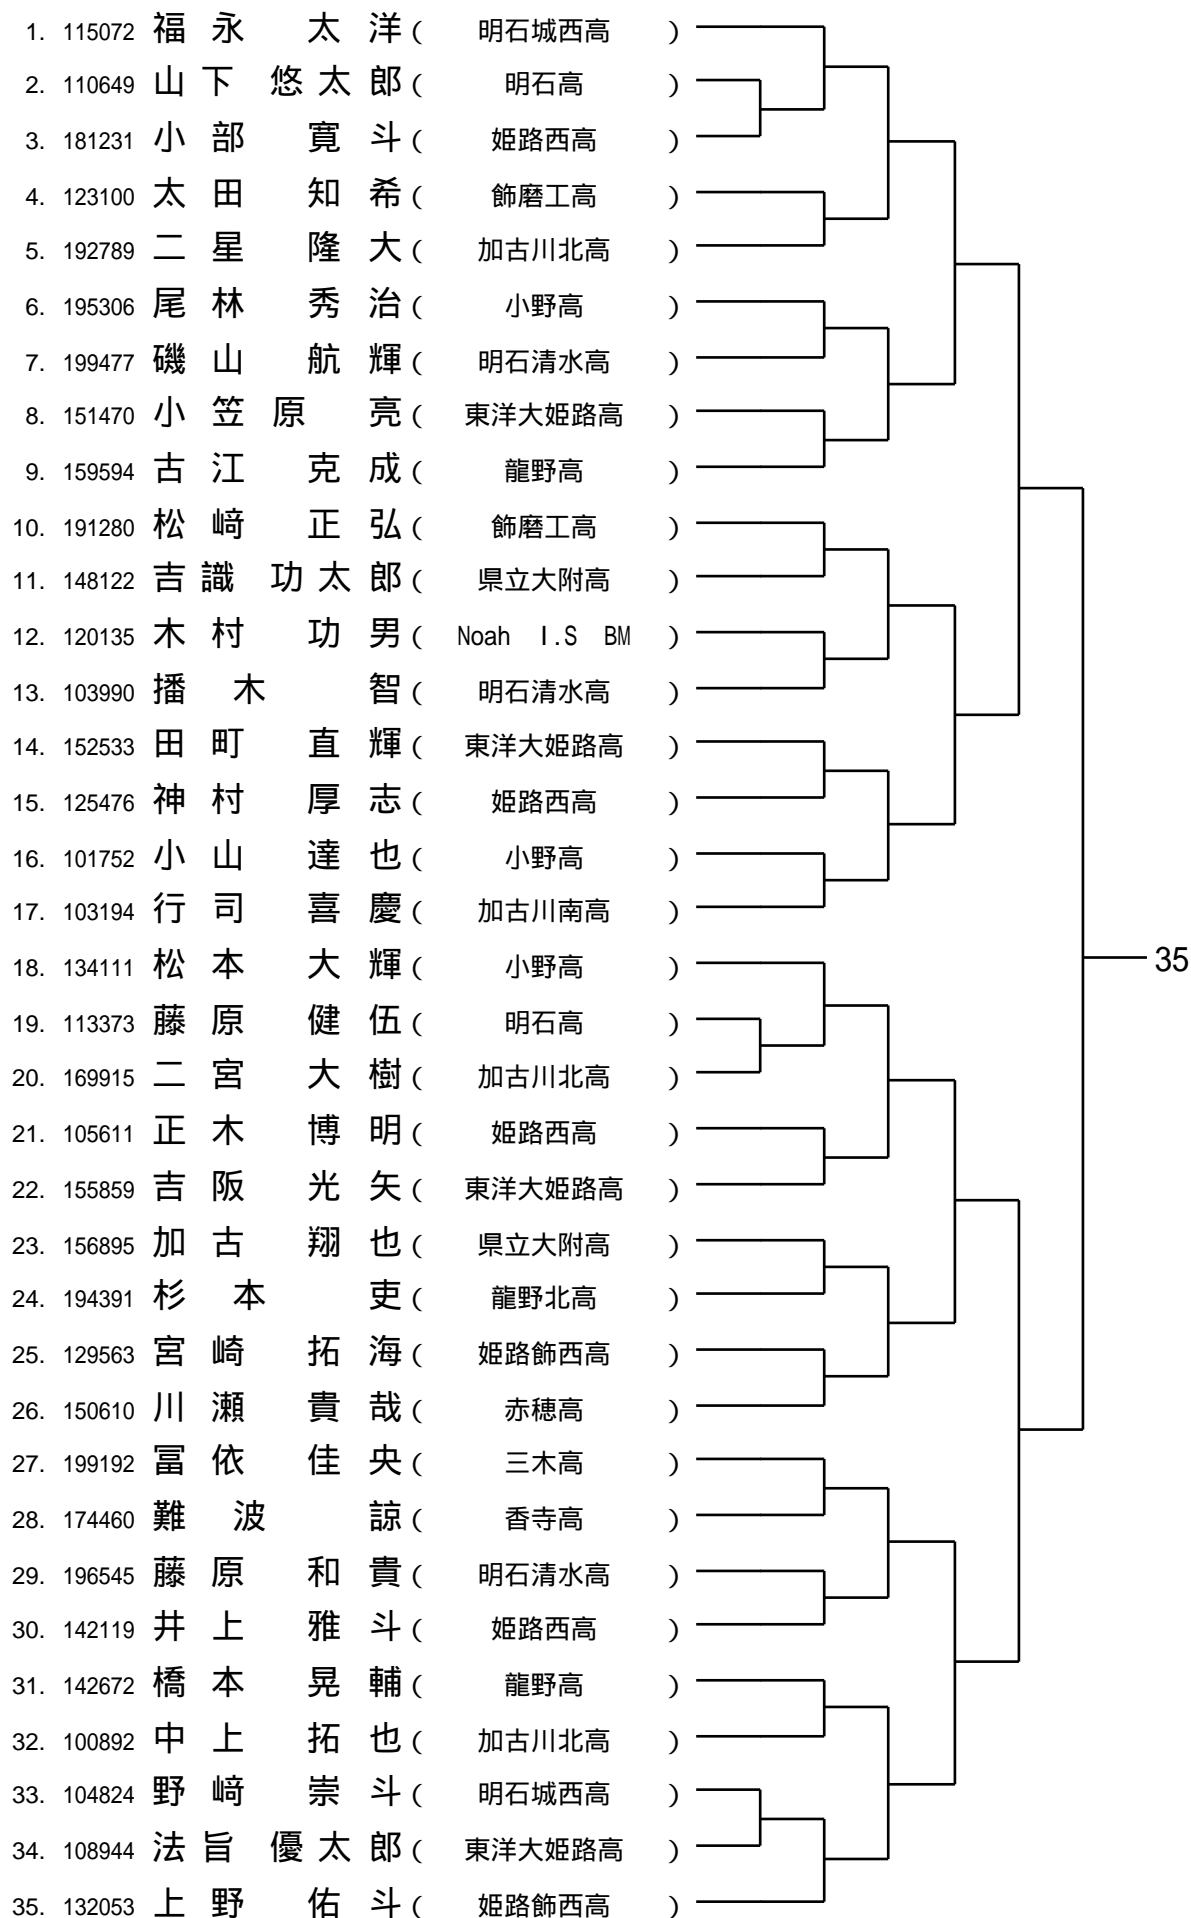 1. 115072 福永 太洋 ( 明石城西高 )
2. 110649 山下 悠太郎 ( 明石高 )
3. 181231 小部 寛斗 ( 姫路西高 )
4. 123100 太田 知希 ( 飾磨工高 )
5. 192789 二星 隆大 ( 加古川北高 )
6. 195306 尾林 秀治 ( 小野高 )
7. 199477 磯山 航輝 ( 明石清水高 )
8. 151470 小笠原 亮 ( 東洋大姫路高 )
9. 159594 古江 克成 ( 龍野高 )
10. 191280 松﨑 正弘 ( 飾磨工高 )
11. 148122 吉識 功太郎 ( 県立大附高 )
12. 120135 木村 功男 ( Noah I.S BM )
13. 103990 播木 智 ( 明石清水高 )
14. 152533 田町 直輝 ( 東洋大姫路高 )
15. 125476 神村 厚志 ( 姫路西高 )
16. 101752 小山 達也 ( 小野高 )
17. 103194 行司 喜慶 ( 加古川南高 )
18. 134111 松本 大輝 ( 小野高 )
35
19. 113373 藤原 健伍 ( 明石高 )
20. 169915 二宮 大樹 ( 加古川北高 )
21. 105611 正木 博明 ( 姫路西高 )
22. 155859 吉阪 光矢 ( 東洋大姫路高 )
23. 156895 加古 翔也 ( 県立大附高 )
24. 194391 杉本 吏 ( 龍野北高 )
25. 129563 宮崎 拓海 ( 姫路飾西高 )
26. 150610 川瀬 貴哉 ( 赤穂高 )
27. 199192 冨依 佳央 ( 三木高 )
28. 174460 難波 諒 ( 香寺高 )
29. 196545 藤原 和貴 ( 明石清水高 )
30. 142119 井上 雅斗 ( 姫路西高 )
31. 142672 橋本 晃輔 ( 龍野高 )
32. 100892 中上 拓也 ( 加古川北高 )
33. 104824 野﨑 崇斗 ( 明石城西高 )
34. 108944 法旨 優太郎 ( 東洋大姫路高 )
35. 132053 上野 佑斗 ( 姫路飾西高 )